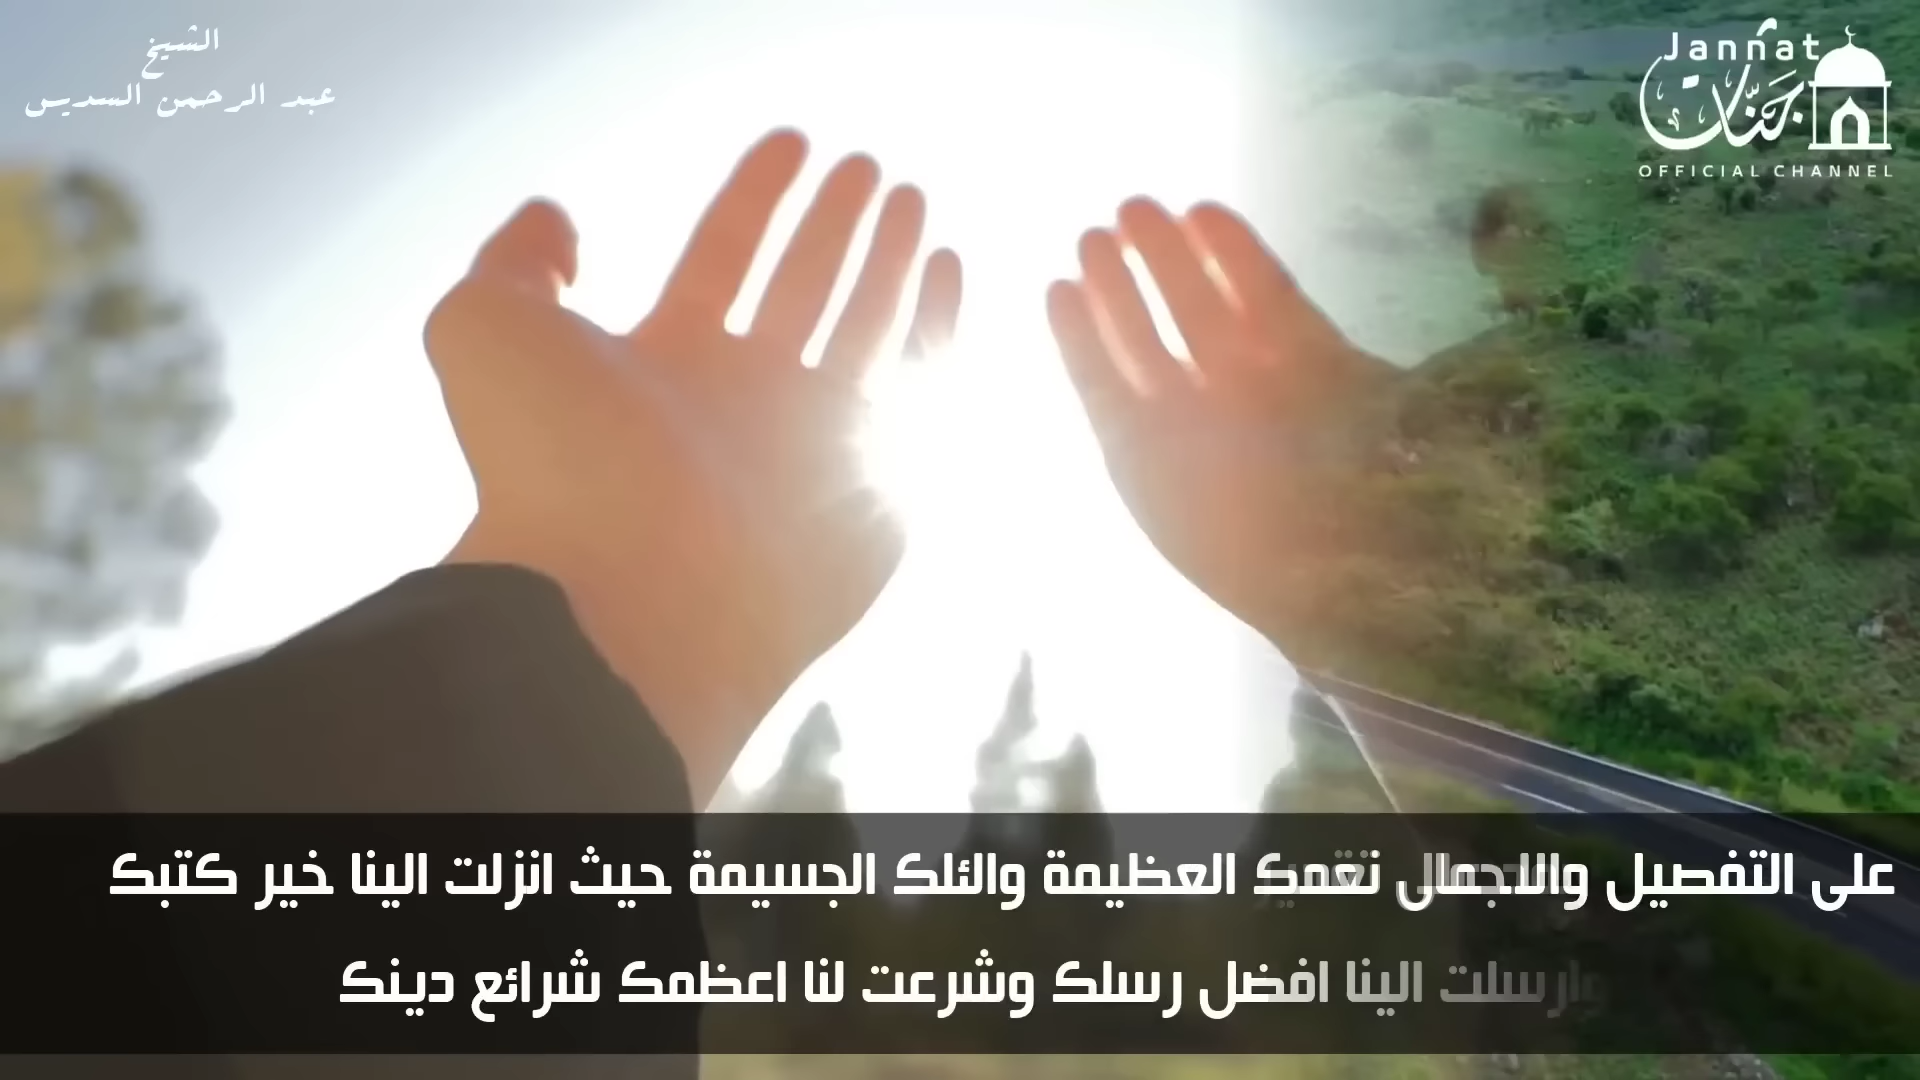 الشيخ
عبد الرحمن السديس
Jannat
جنات
OFFICIAL CHANNEL
على التفصيل والاجمال نعمك العظيمة والئلك الجسيمة حيث انزلت الينا خير كتبك
وارسلت الينا افضل رسلك وشرعت لنا اعظمك شرائع دينك